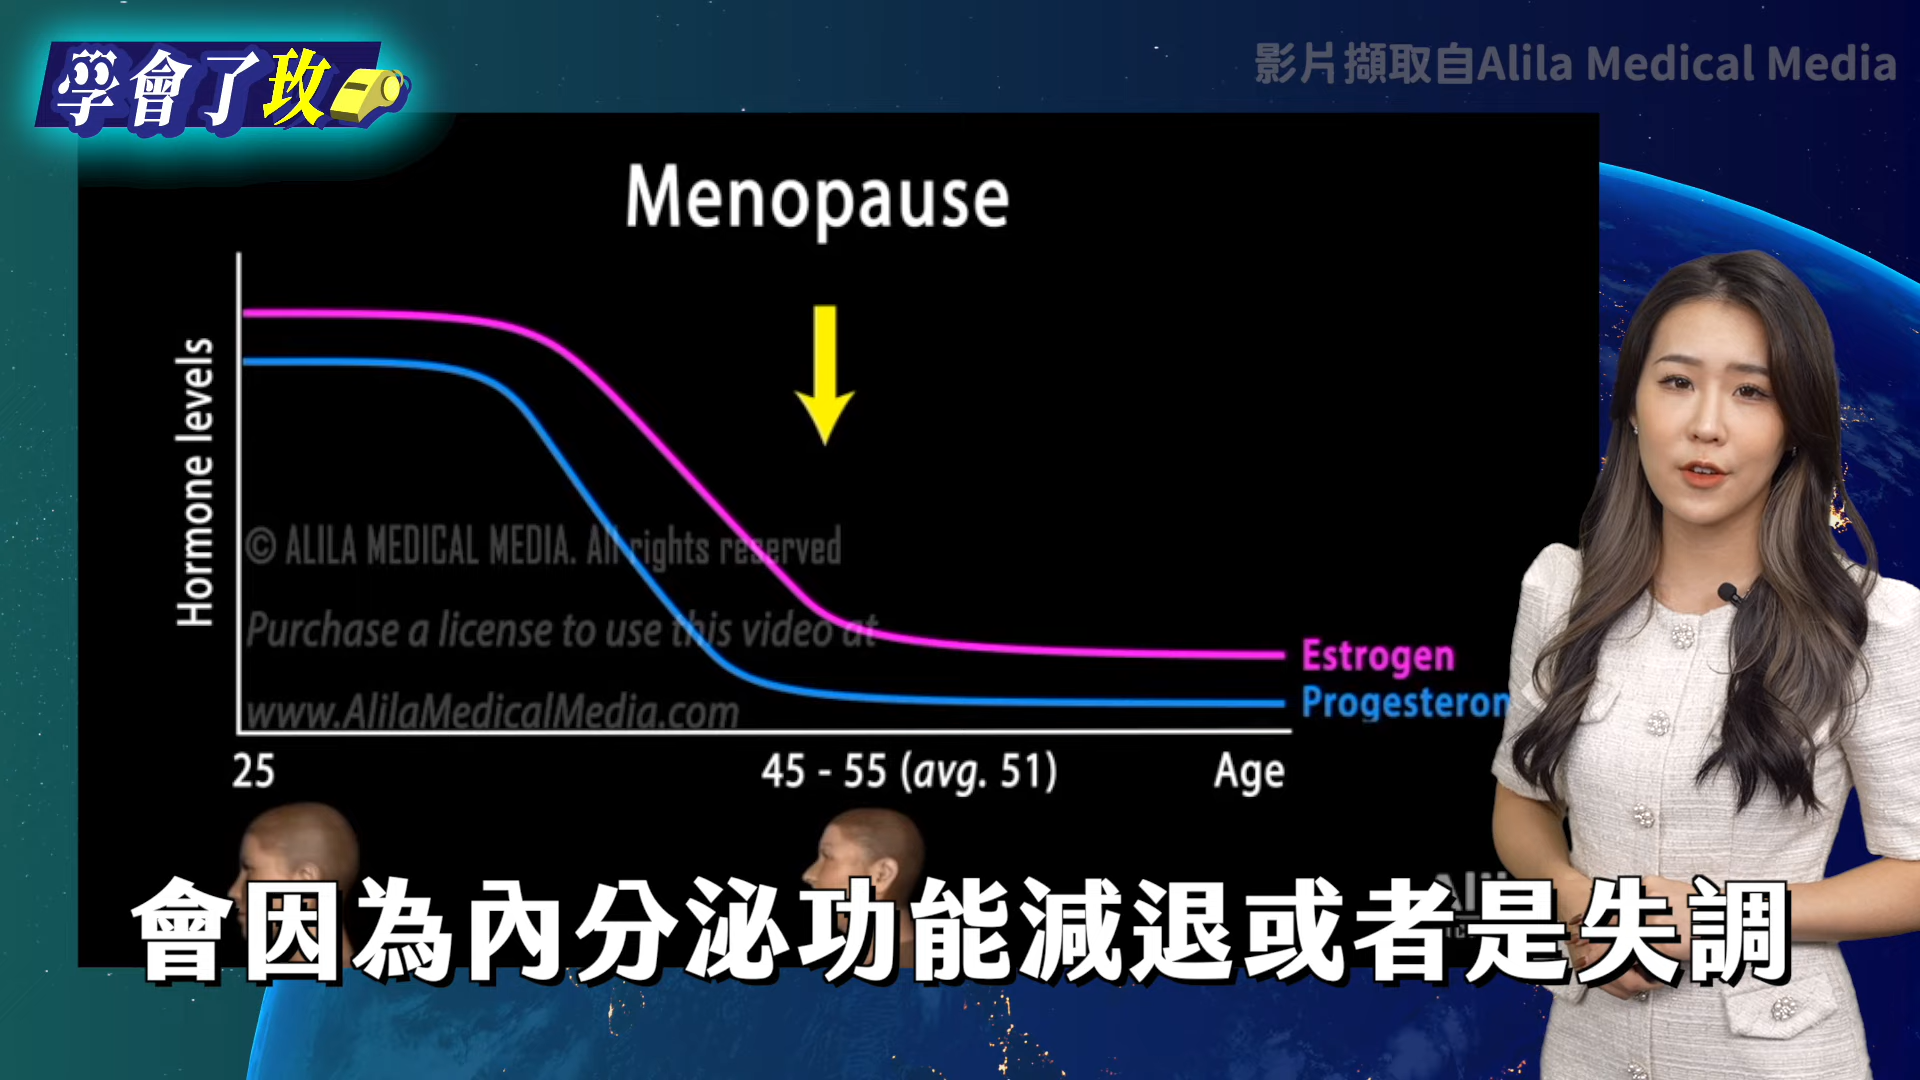 學會了玫
影片擷取自Alila Medical Media
Menopause
Hormone levels
© ALILA MEDICAL MEDIA. All rights reserved
Purchase a license to use this video at
www.AlilaMedicalMedia.com
Estrogen
Progesteron
25
45 - 55 (avg. 51)
Age
會因為內分泌功能減退或者是失調